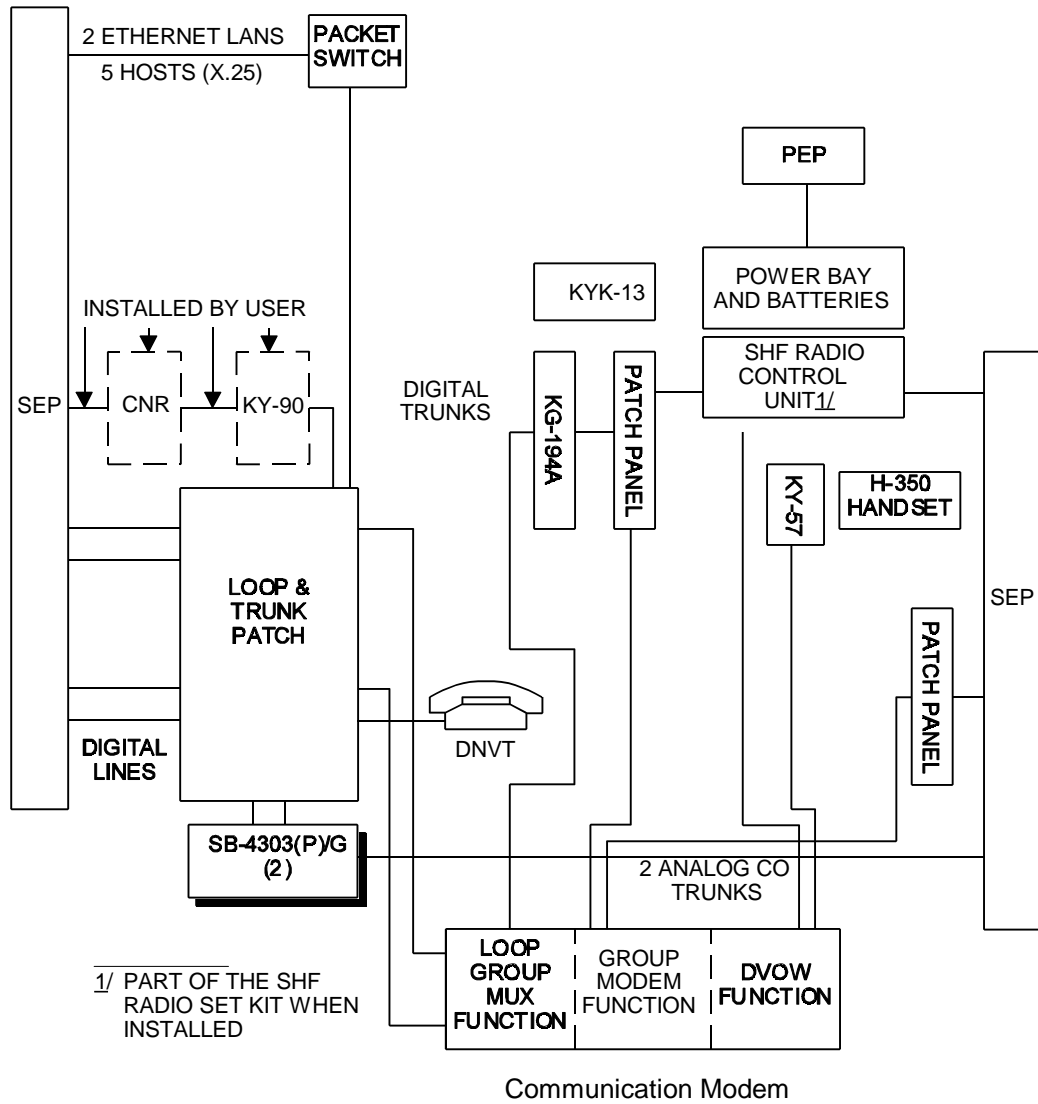 2 ETHERNET LANS
5 HOSTS (X.25)
PACKET
SWITCH
PEP
POWER BAY
AND BATTERIES
KYK-13
INSTALLED BY USER
SEP
CNR
KY-90
DIGITAL
TRUNKS
KG-194A
PATCH PANEL
SHF RADIO
CONTROL
UNIT1/
KY-57
H-350
HANDSET
SEP
LOOP &
TRUNK
PATCH
PATCH PANEL
DIGITAL
LINES
DNVT
SB-4303(P)/G
(2)
2 ANALOG CO
TRUNKS
LOOP
GROUP
MUX
FUNCTION
GROUP
MODEM
FUNCTION
DVOW
FUNCTION
1/ PART OF THE SHF
RADIO SET KIT WHEN
INSTALLED
Communication Modem